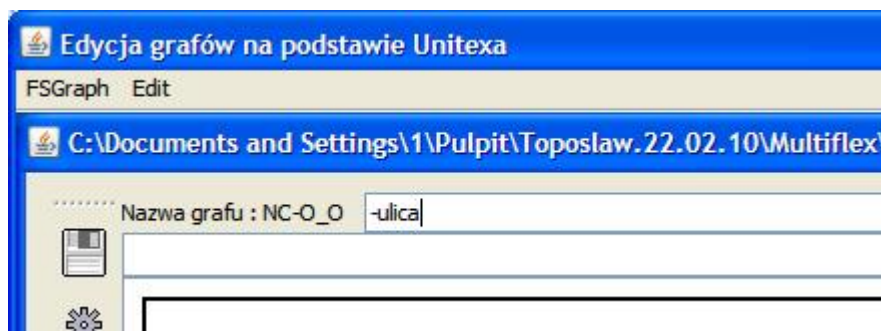 Edycja grafów na podstawie Unitexa
FSGraph Edit
C:\Documents and Settings\1\Pulpit\Toposlaw.22.02.10\Multiflex\
Nazwa grafu : NC-O_O -ulica